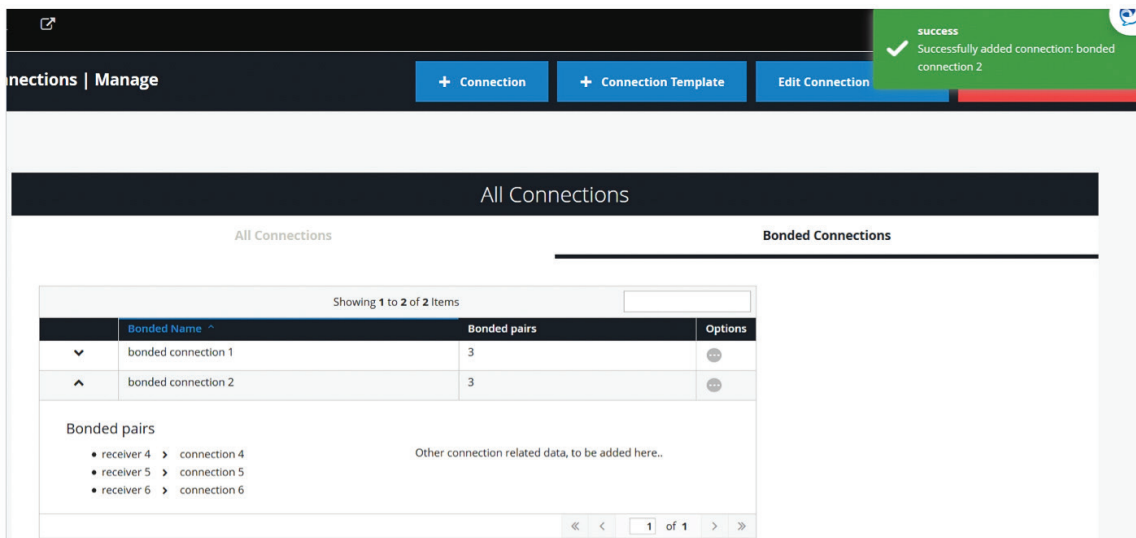 success
Successfully added connection: bonded
connection 2
nnections | Manage
+ Connection
+ Connection Template
Edit Connection
All Connections
All Connections
Bonded Connections
Showing 1 to 2 of 2 Items
Bonded Name ^ Bonded pairs Options
bonded connection 1 3
bonded connection 2 3
Bonded pairs
• receiver 4 > connection 4
• receiver 5 > connection 5
• receiver 6 > connection 6
Other connection related data, to be added here..
« < 1 of 1 > »